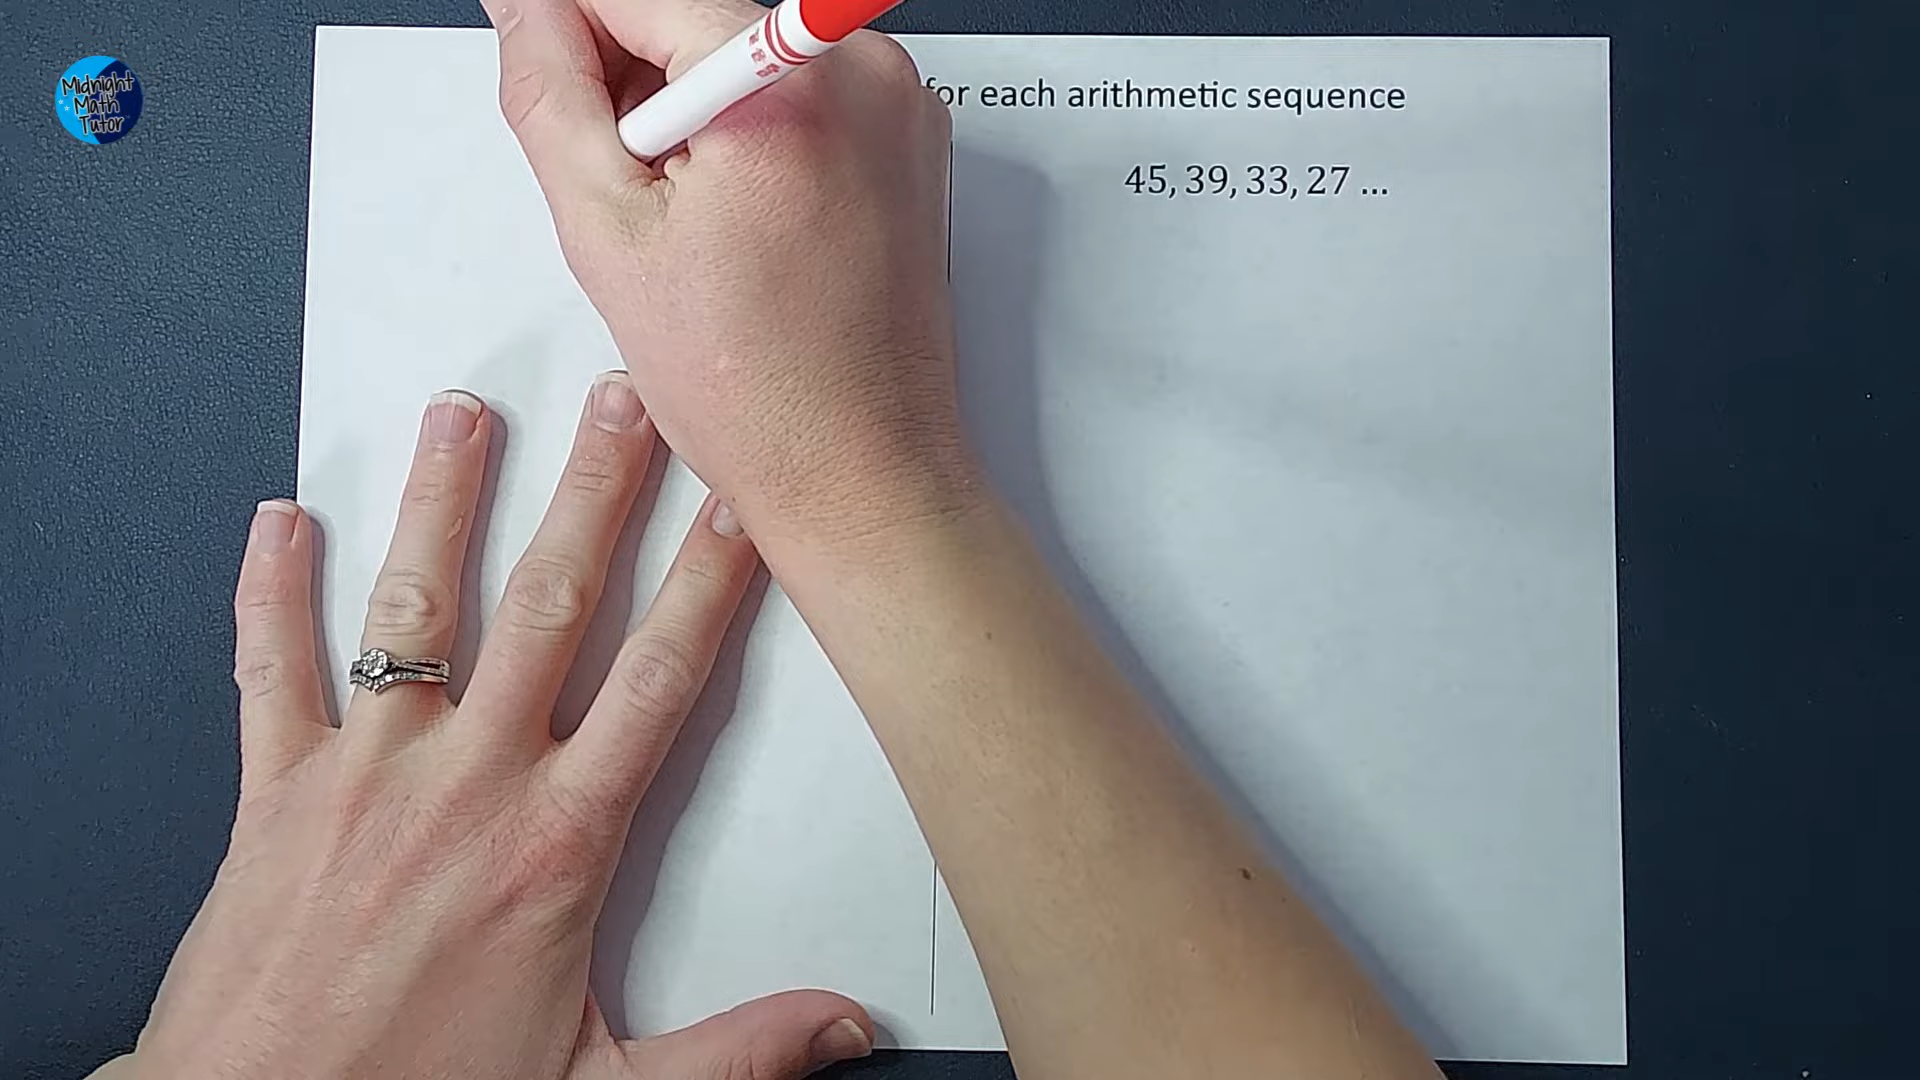 Midnight
Math
Tutor
for each arithmetic sequence
45, 39, 33, 27 ...